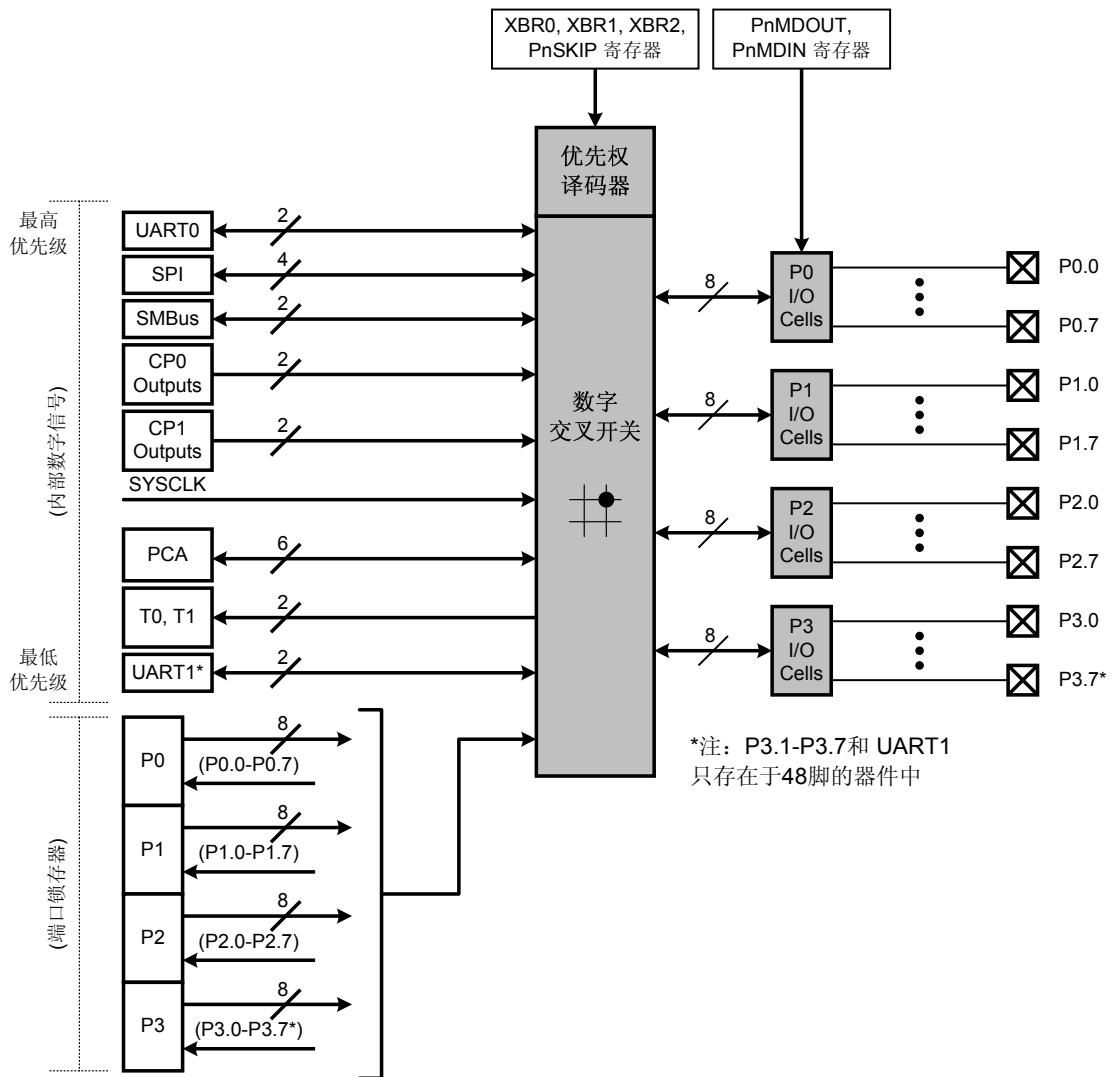 XBR0, XBR1, XBR2,
PnSKIP 寄存器
PnMDOUT,
PnMDIN 寄存器
优先权
译码器
最高
优先级
(内部数字信号)
最低
优先级
UART0
2
SPI
4
SMBus
2
CP0
Outputs
2
CP1
Outputs
2
SYSCLK
PCA
6
T0, T1
2
UART1*
2
数字
交叉开关
8
P0
I/O
Cells
P0.0
P0.7
8
P1
I/O
Cells
P1.0
P1.7
8
P2
I/O
Cells
P2.0
P2.7
8
P3
I/O
Cells
P3.0
P3.7*
(端口锁存器)
P0
8
(P0.0-P0.7)
P1
8
(P1.0-P1.7)
P2
8
(P2.0-P2.7)
P3
8
(P3.0-P3.7*)
*注：P3.1-P3.7和 UART1
只存在于48脚的器件中